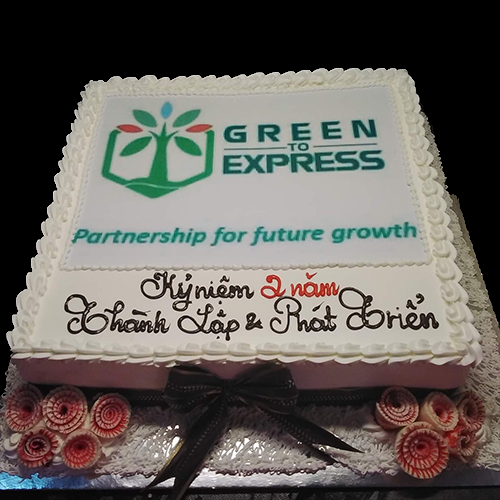 GREEN
TO
EXPRESS
Partnership for future growth
Kỷ niệm 2 năm
Thành Lập & Phát Triển